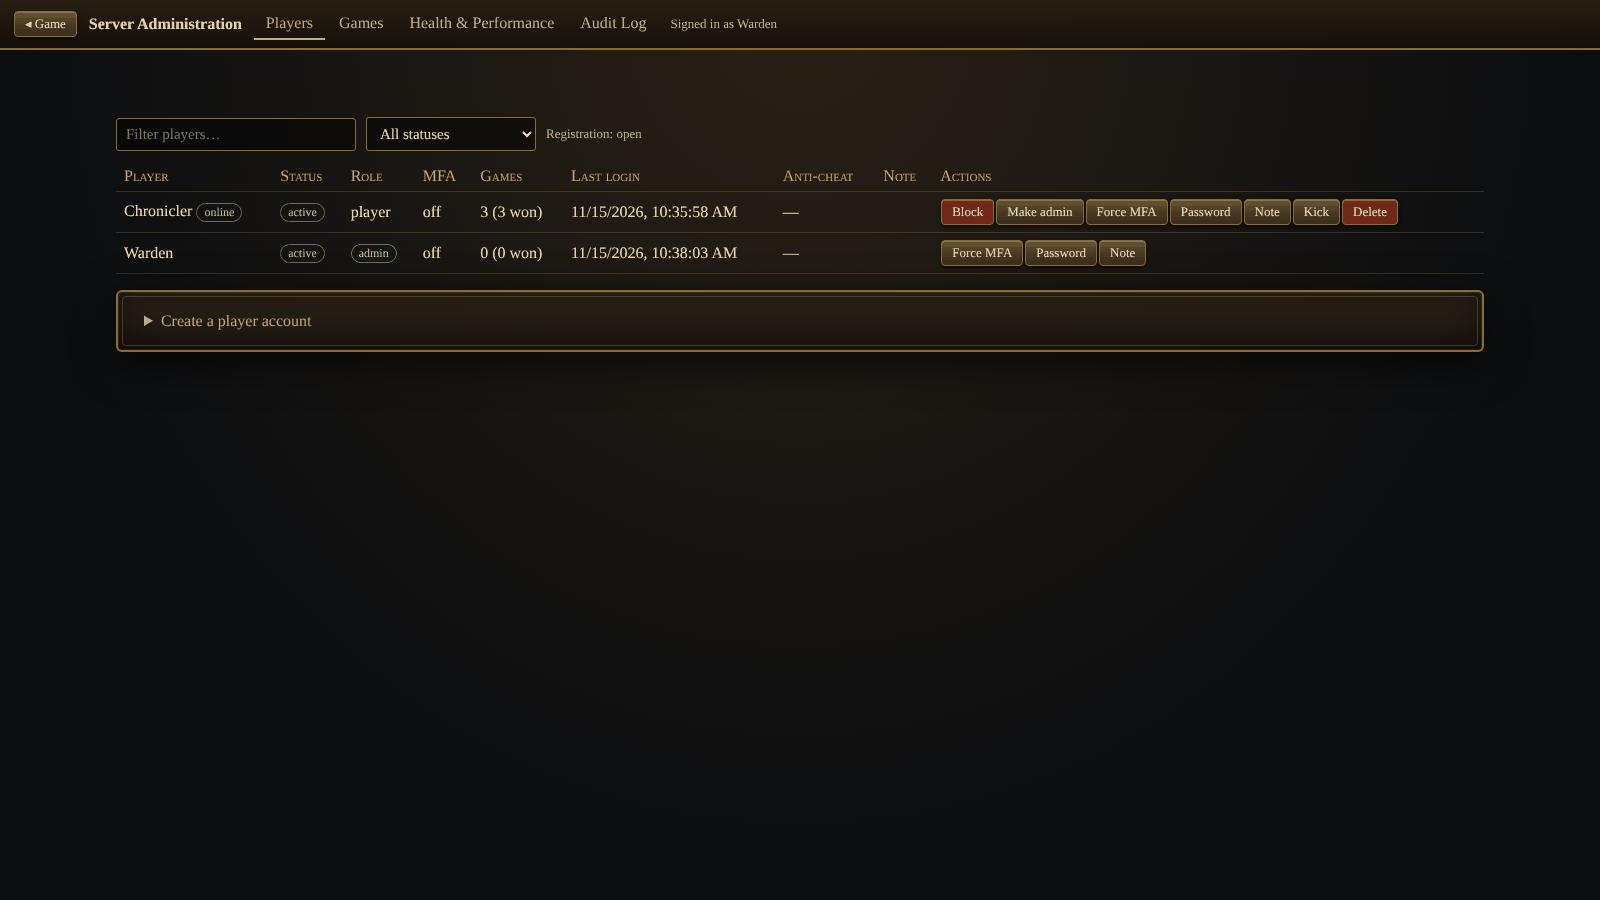 ◂ Game Server Administration Players Games Health & Performance Audit Log Signed in as Warden
Filter players… All statuses Registration: open
Player Status Role MFA Games Last login Anti-cheat Note Actions
Chronicler online active player off 3 (3 won) 11/15/2026, 10:35:58 AM — Block Make admin Force MFA Password Note Kick Delete
Warden active admin off 0 (0 won) 11/15/2026, 10:38:03 AM — Force MFA Password Note
▶ Create a player account